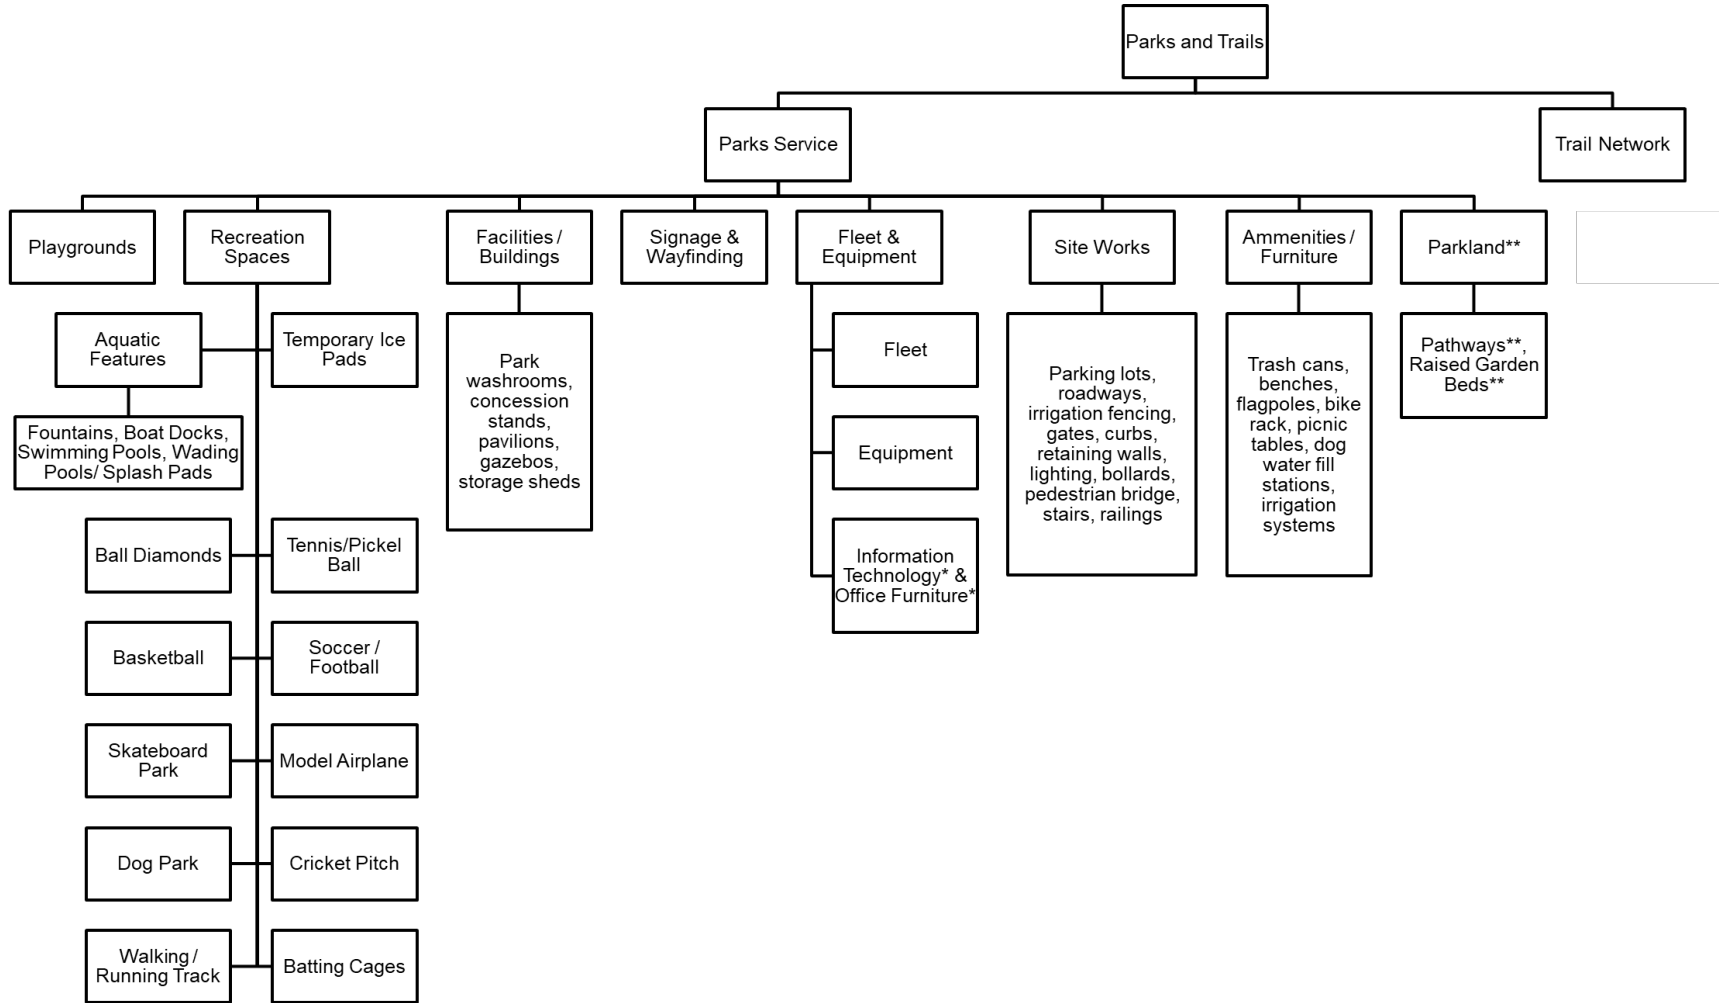 Parks and Trails
Parks Service
Trail Network
Playgrounds
Recreation
Spaces
Facilities /
Buildings
Signage &
Wayfinding
Fleet &
Equipment
Site Works
Ammenities /
Furniture
Parkland**
Aquatic
Features
Temporary Ice
Pads
Fountains, Boat Docks,
Swimming Pools, Wading
Pools/ Splash Pads
Ball Diamonds
Tennis/Pickel
Ball
Basketball
Soccer /
Football
Skateboard
Park
Model Airplane
Dog Park
Cricket Pitch
Walking /
Running Track
Batting Cages
Park
washrooms,
concession
stands,
pavilions,
gazebos,
storage sheds
Fleet
Equipment
Information
Technology* &
Office Furniture*
Parking lots,
roadways,
irrigation fencing,
gates, curbs,
retaining walls,
lighting, bollards,
pedestrian bridge,
stairs, railings
Trash cans,
benches,
flagpoles, bike
rack, picnic
tables, dog
water fill
stations,
irrigation
systems
Pathways**,
Raised Garden
Beds**